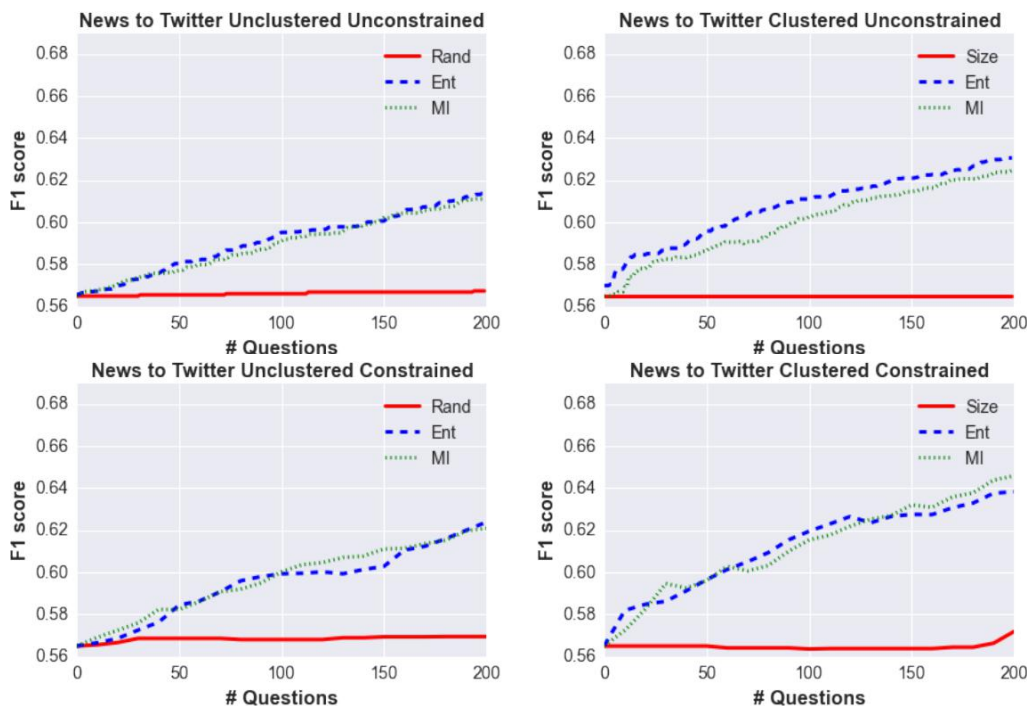 News to Twitter Unclustered Unconstrained
0.68
0.66
0.64
0.62
0.60
0.58
0.56
F1 score
Rand
Ent
MI
0 50 100 150 200
# Questions
News to Twitter Clustered Unconstrained
0.68
0.66
0.64
0.62
0.60
0.58
0.56
F1 score
Size
Ent
MI
0 50 100 150 200
# Questions
News to Twitter Unclustered Constrained
0.68
0.66
0.64
0.62
0.60
0.58
0.56
F1 score
Rand
Ent
MI
0 50 100 150 200
# Questions
News to Twitter Clustered Constrained
0.68
0.66
0.64
0.62
0.60
0.58
0.56
F1 score
Size
Ent
MI
0 50 100 150 200
# Questions